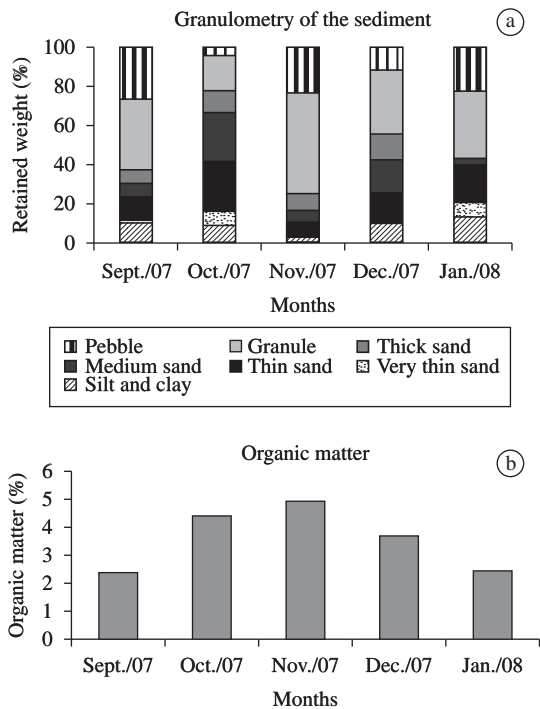 Granulometry of the sediment
a
Retained weight (%)
100
80
60
40
20
0
Sept./07 Oct./07 Nov./07 Dec./07 Jan./08
Months
Pebble Granule Thick sand
Medium sand Thin sand Very thin sand
Silt and clay
Organic matter
b
Organic matter (%)
6
5
4
3
2
1
0
Sept./07 Oct./07 Nov./07 Dec./07 Jan./08
Months